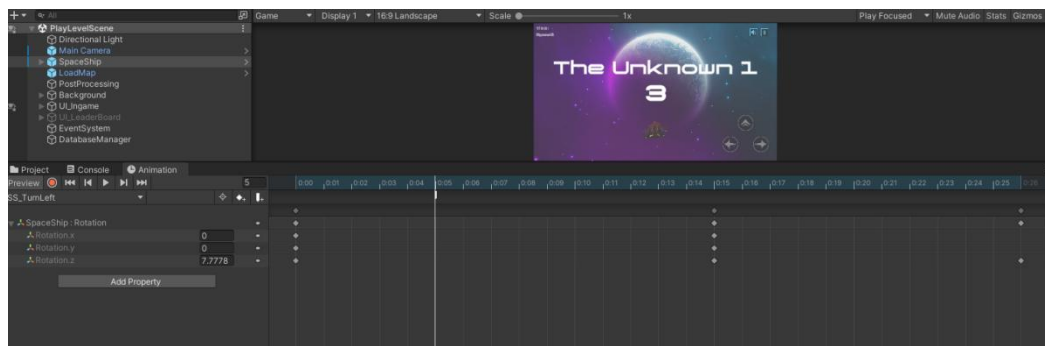 All
Game
Display 1
16:9 Landscape
Scale
1x
Play Focused
Mute Audio
Stats
Gizmos
PlayLevelScene
Directional Light
Main Camera
SpaceShip
LoadMap
PostProcessing
Background
UI_Ingame
UI_LeaderBoard
EventSystem
DatabaseManager
The Unknown 1
3
Project
Console
Animation
Preview
5
0:00 0:01 0:02 0:03 0:04 0:05 0:06 0:07 0:08 0:09 0:10 0:11 0:12 0:13 0:14 0:15 0:16 0:17 0:18 0:19 0:20 0:21 0:22 0:23 0:24 0:25 0:26
SS_TurnLeft
SpaceShip : Rotation
Rotation.x
0
Rotation.y
0
Rotation.z
7.7778
Add Property